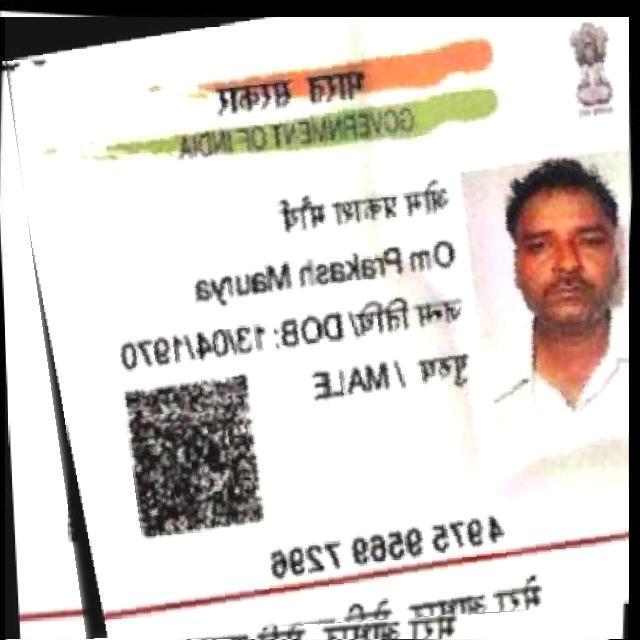 भारत सरकार
GOVERNMENT OF INDIA
ओम प्रकाश मौर्य
Om Prakash Maurya
जन्म तिथि/DOB: 13/04/1970
पुरुष / MALE
4975 9569 7296
मेरा आधार